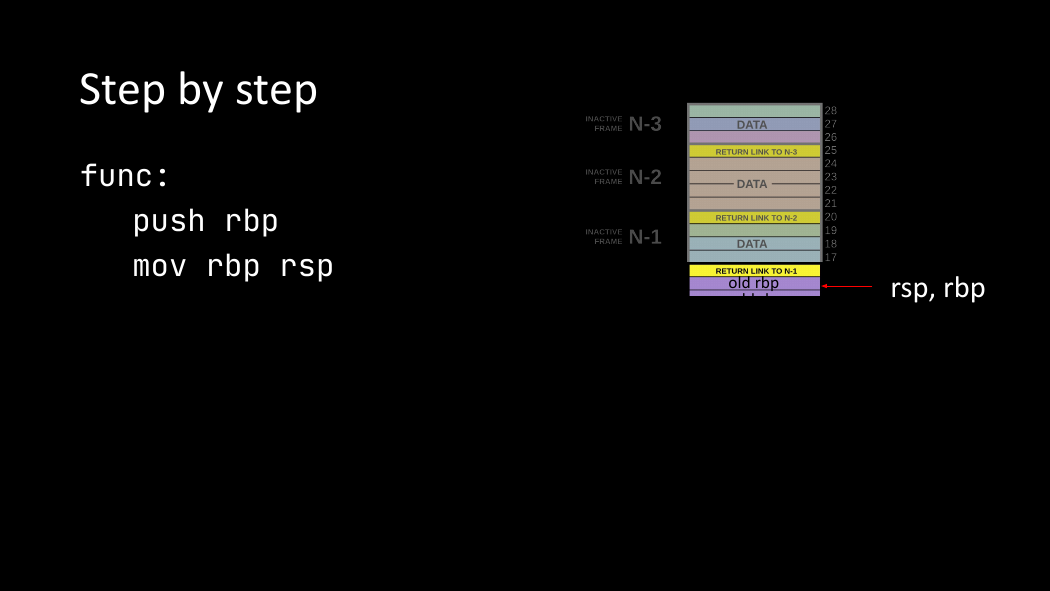 Step by step
func:
push rbp
mov rbp rsp
28
INACTIVE
FRAME N-3
DATA
27
26
RETURN LINK TO N-3
25
24
INACTIVE
FRAME N-2
DATA
23
22
21
RETURN LINK TO N-2
20
19
INACTIVE
FRAME N-1
DATA
18
17
RETURN LINK TO N-1
old rbp
rsp, rbp